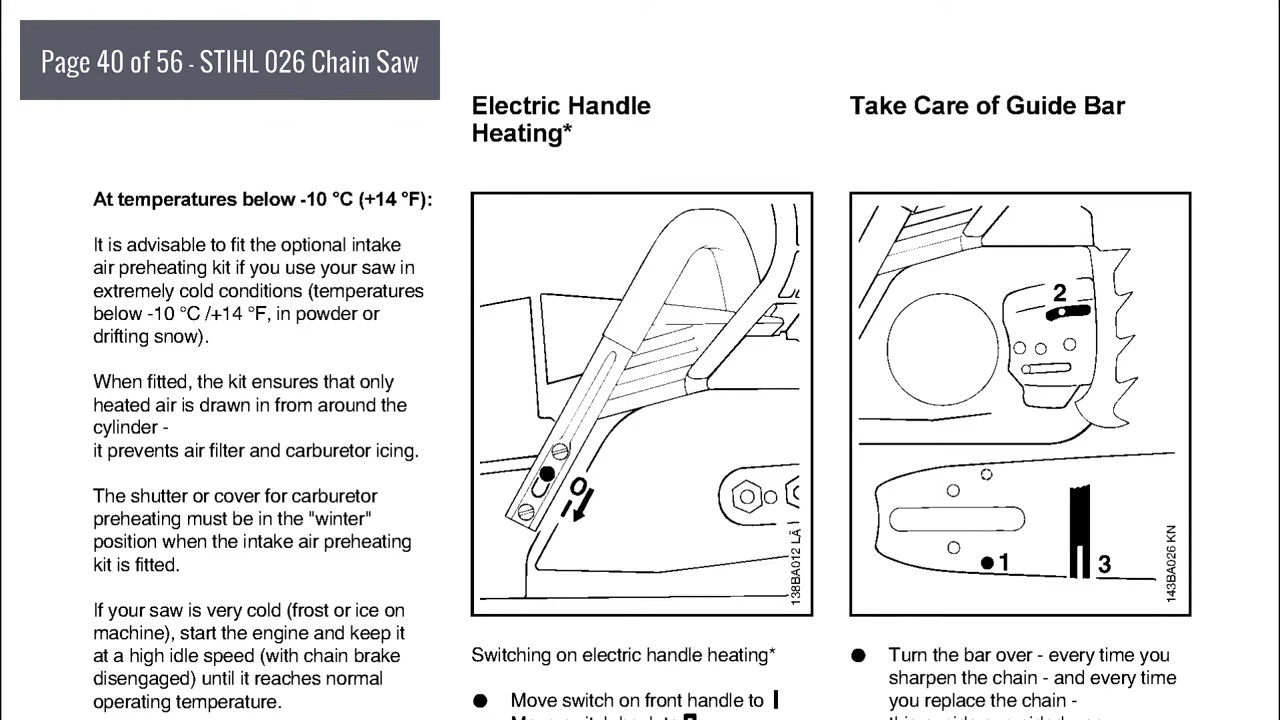 Page 40 of 56 - STIHL 026 Chain Saw
At temperatures below -10 °C (+14 °F):
It is advisable to fit the optional intake
air preheating kit if you use your saw in
extremely cold conditions (temperatures
below -10 °C /+14 °F, in powder or
drifting snow).
When fitted, the kit ensures that only
heated air is drawn in from around the
cylinder -
it prevents air filter and carburetor icing.
The shutter or cover for carburetor
preheating must be in the "winter"
position when the intake air preheating
kit is fitted.
If your saw is very cold (frost or ice on
machine), start the engine and keep it
at a high idle speed (with chain brake
disengaged) until it reaches normal
operating temperature.
Electric Handle
Heating*
0
I
138BA012 LÄ
Switching on electric handle heating*
● Move switch on front handle to I
Take Care of Guide Bar
2
1
3
143BA026 KN
● Turn the bar over - every time you
sharpen the chain - and every time
you replace the chain -